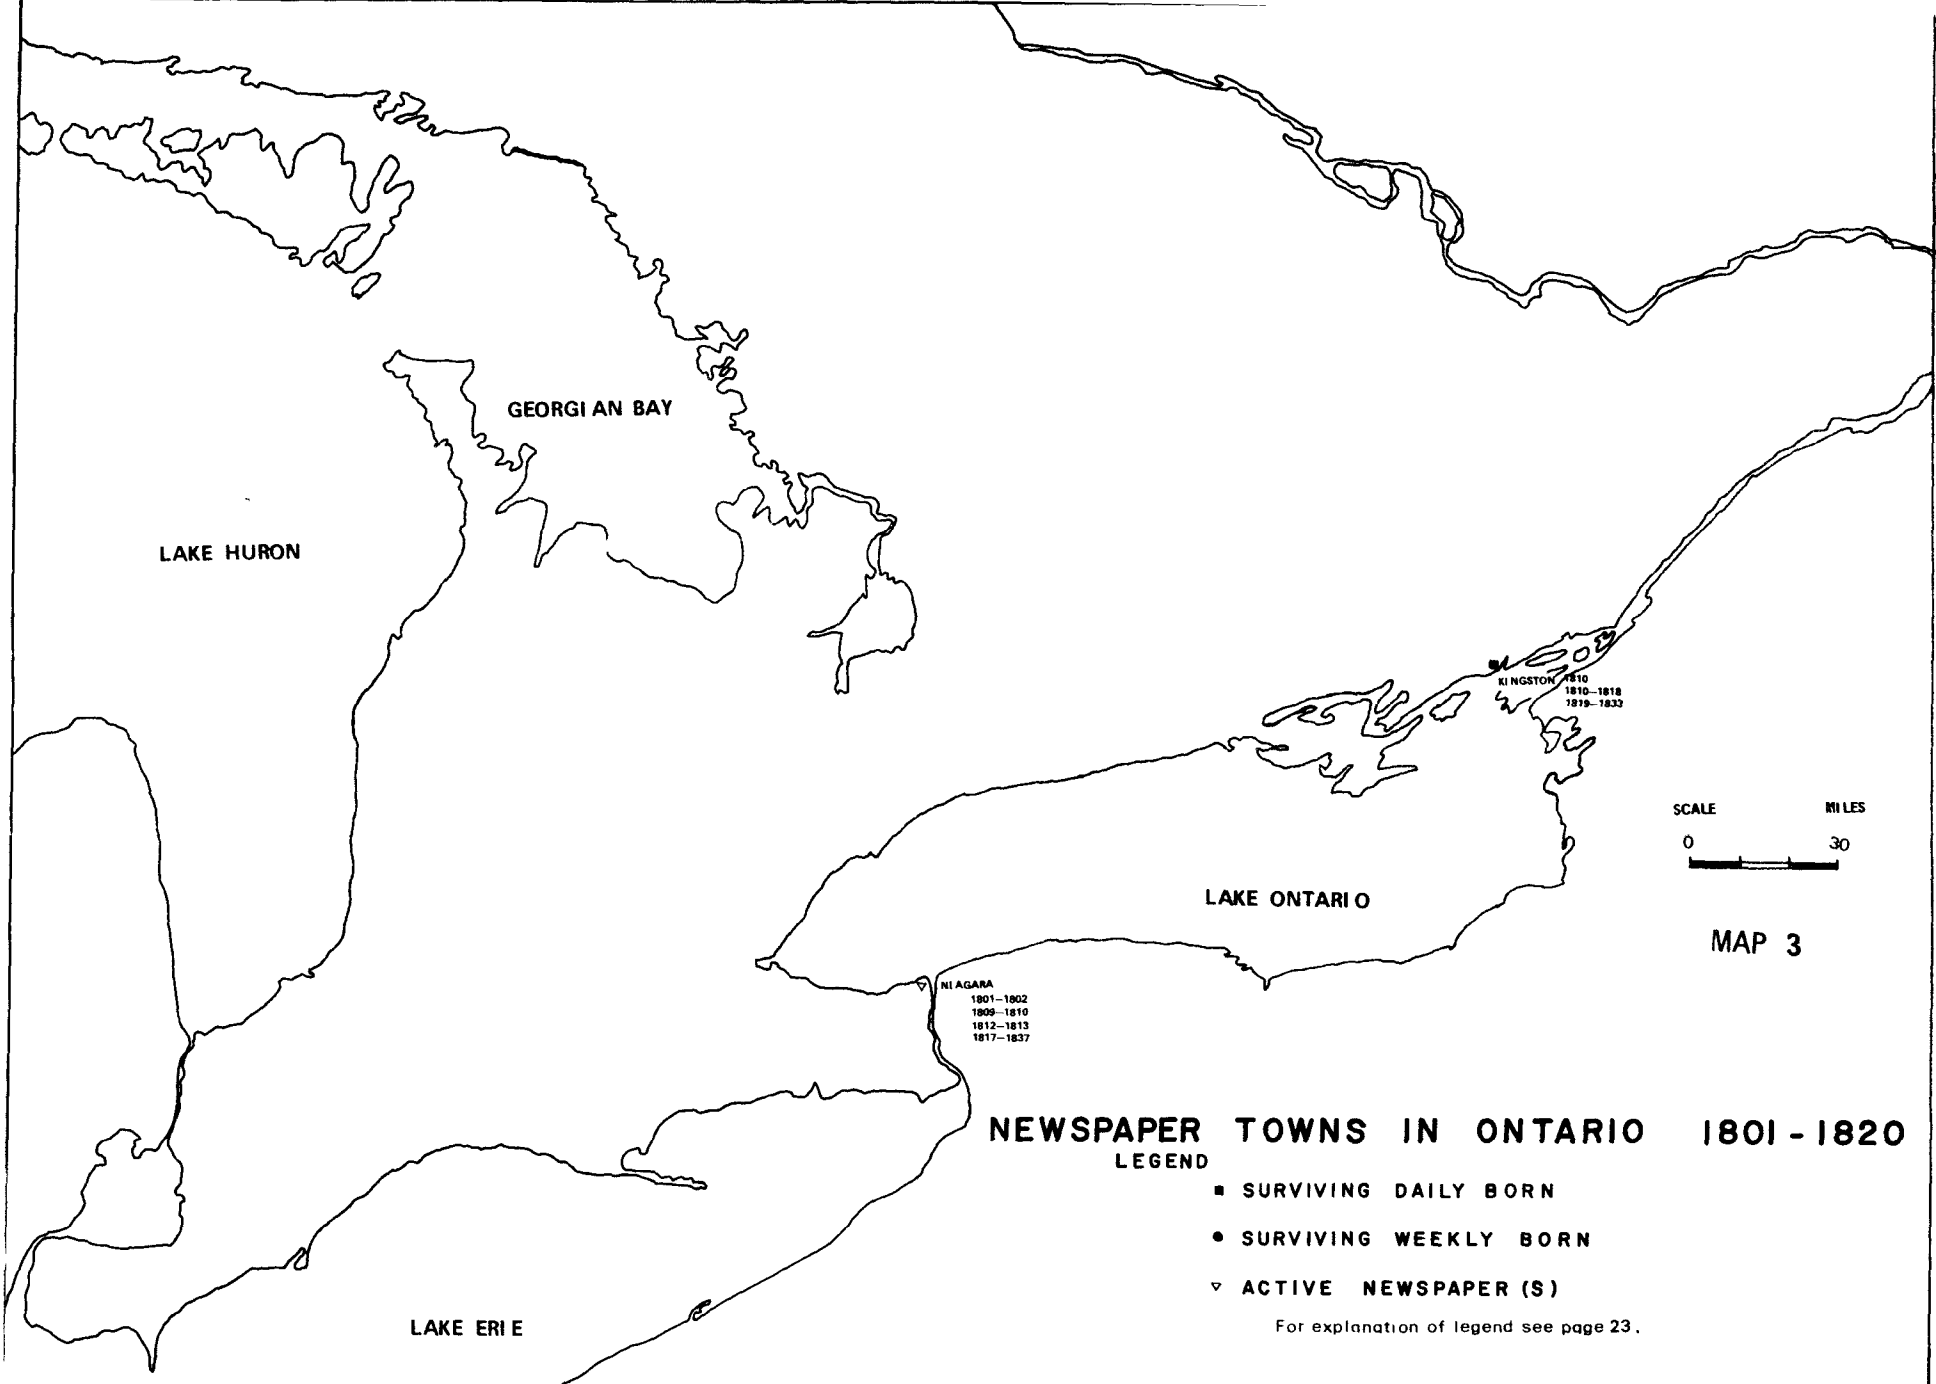 GEORGIAN BAY
LAKE HURON
KINGSTON 1810
1810–1818
1819–1833
SCALE MILES
0 30
LAKE ONTARIO
MAP 3
NIAGARA
1801–1802
1809–1810
1812–1813
1817–1837
NEWSPAPER TOWNS IN ONTARIO 1801-1820
LEGEND
SURVIVING DAILY BORN
SURVIVING WEEKLY BORN
ACTIVE NEWSPAPER(S)
For explanation of legend see page 23.
LAKE ERIE